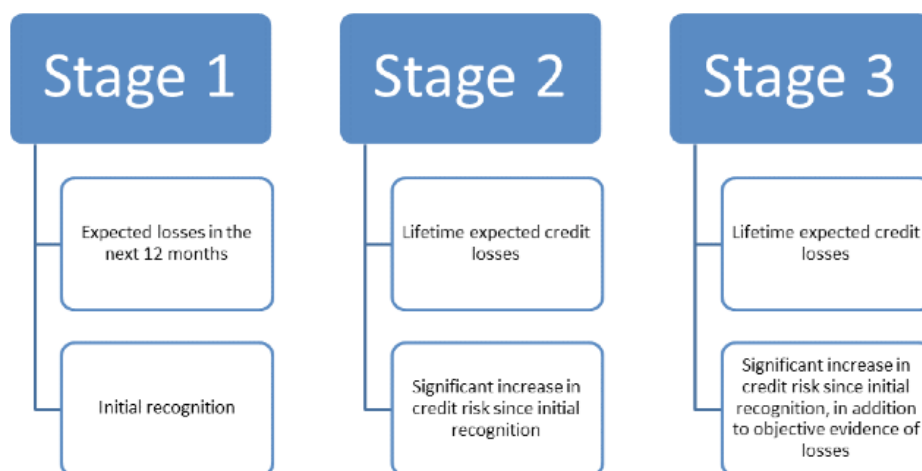 Stage 1
Expected losses in the
next 12 months
Initial recognition
Stage 2
Lifetime expected credit
losses
Significant increase in
credit risk since initial
recognition
Stage 3
Lifetime expected credit
losses
Significant increase in
credit risk since initial
recognition, in addition
to objective evidence of
losses